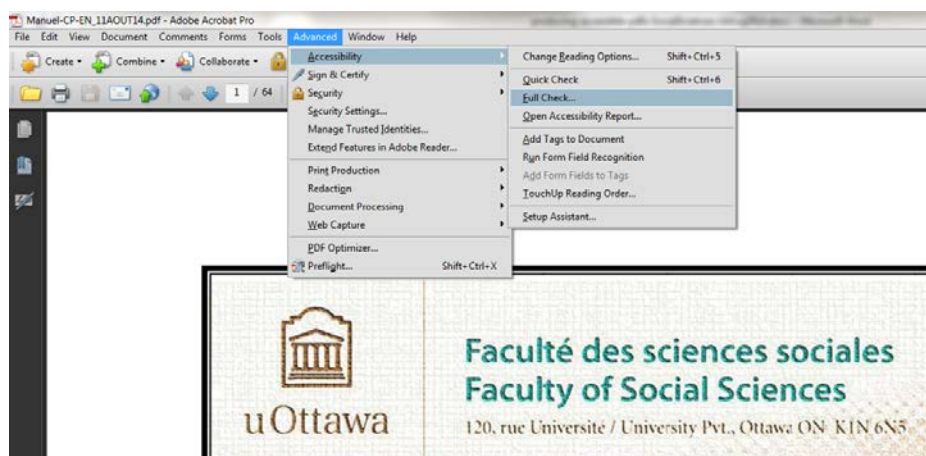 Manuel-CP-EN_11AOUT14.pdf - Adobe Acrobat Pro
File Edit View Document Comments Forms Tools Advanced Window Help
Create Combine Collaborate
1 / 64
Accessibility
Sign & Certify
Security
Security Settings...
Manage Trusted Identities...
Extend Features in Adobe Reader...
Print Production
Redaction
Document Processing
Web Capture
PDF Optimizer...
Preflight... Shift+Ctrl+X
Change Reading Options... Shift+Ctrl+5
Quick Check Shift+Ctrl+6
Full Check...
Open Accessibility Report...
Add Tags to Document
Run Form Field Recognition
Add Form Fields to Tags
TouchUp Reading Order...
Setup Assistant...
uOttawa
Faculté des sciences sociales
Faculty of Social Sciences
120, rue Université / University Pvt., Ottawa ON K1N 6N5